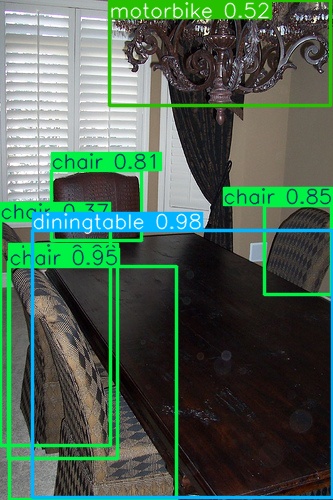 motorbike 0.52
chair 0.81
chair 0.85
chair 0.37
diningtable 0.98
chair 0.95